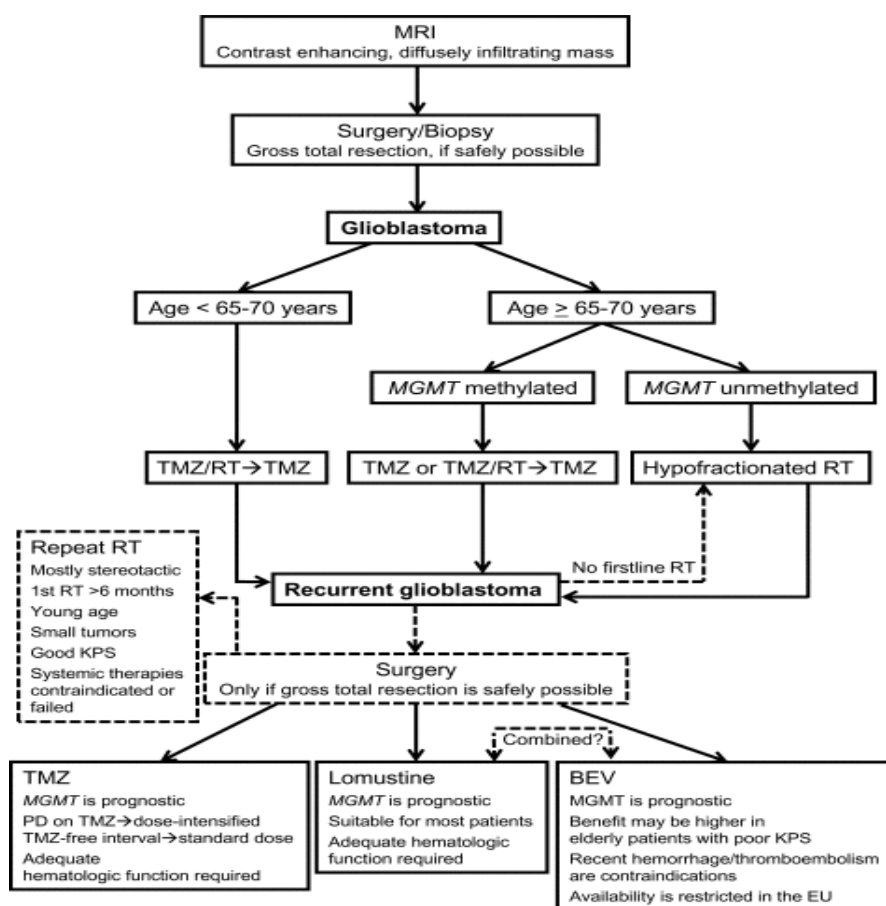 MRI
Contrast enhancing, diffusely infiltrating mass
Surgery/Biopsy
Gross total resection, if safely possible
Glioblastoma
Age < 65-70 years
Age ≥ 65-70 years
MGMT methylated
MGMT unmethylated
TMZ/RT→TMZ
TMZ or TMZ/RT→TMZ
Hypofractionated RT
Repeat RT
Mostly stereotactic
1st RT >6 months
Young age
Small tumors
Good KPS
Systemic therapies
contraindicated or
failed
No firstline RT
Recurrent glioblastoma
Surgery
Only if gross total resection is safely possible
Combined?
TMZ
MGMT is prognostic
PD on TMZ→dose-intensified
TMZ-free interval→standard dose
Adequate
hematologic function required
Lomustine
MGMT is prognostic
Suitable for most patients
Adequate hematologic
function required
BEV
MGMT is prognostic
Benefit may be higher in
elderly patients with poor KPS
Recent hemorrhage/thromboembolism
are contraindications
Availability is restricted in the EU